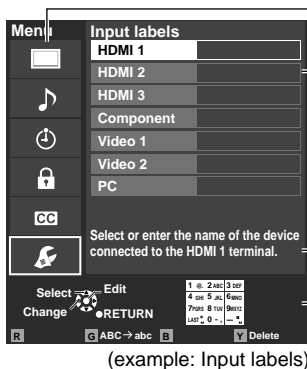 Menu
Input labels
HDMI 1
HDMI 2
HDMI 3
Component
Video 1
Video 2
PC
CC
Select or enter the name of the device
connected to the HDMI 1 terminal.
Select
Edit
Change
RETURN
1 @. 2 ABC 3 DEF
4 GHI 5 JKL 6 MNO
7 PQRS 8 TUV 9 WXYZ
LAST 0 - ,
R G ABC→abc B Y Delete
(example: Input labels)